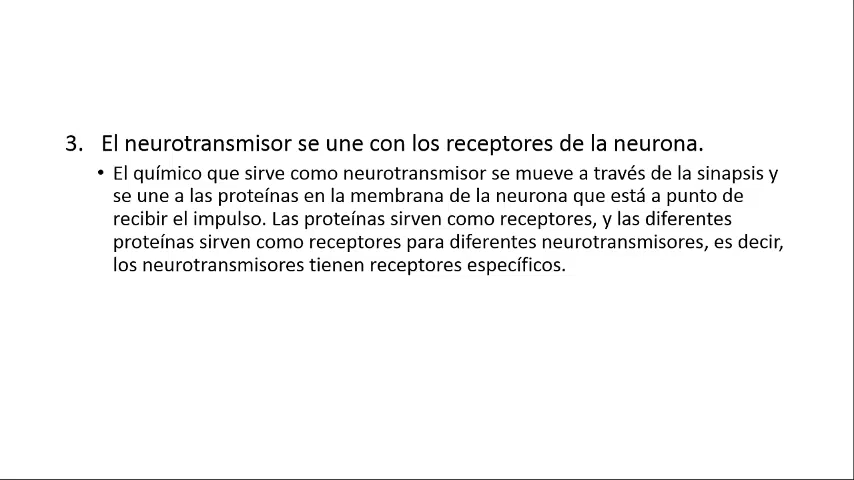 3. El neurotransmisor se une con los receptores de la neurona.
• El químico que sirve como neurotransmisor se mueve a través de la sinapsis y
se une a las proteínas en la membrana de la neurona que está a punto de
recibir el impulso. Las proteínas sirven como receptores, y las diferentes
proteínas sirven como receptores para diferentes neurotransmisores, es decir,
los neurotransmisores tienen receptores específicos.